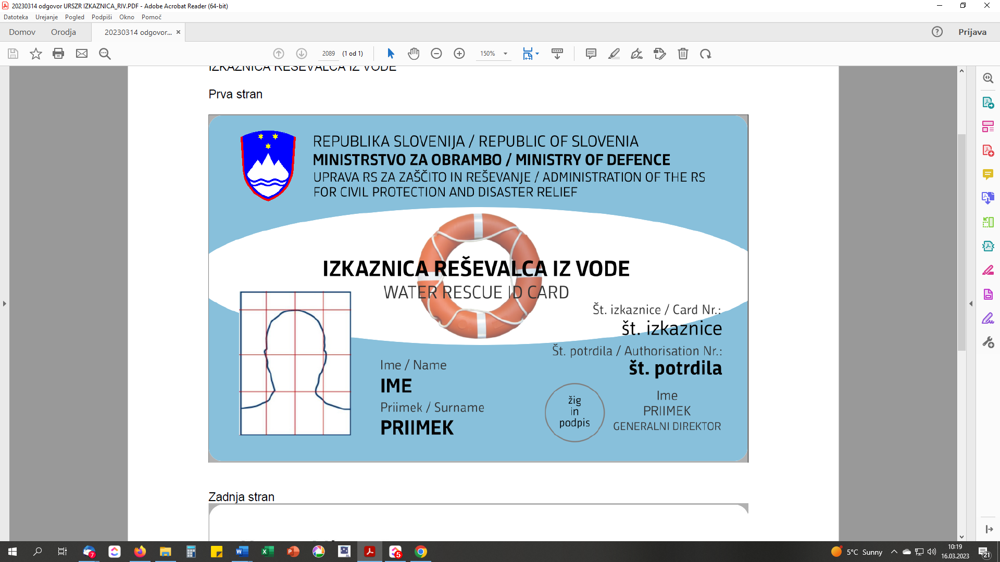 20230314 odgovor URSZR IZKAZNICA_RIV.PDF - Adobe Acrobat Reader (64-bit)
Datoteka Urejanje Pogled Podpiši Okno Pomoč
Domov Orodja 20230314 odgovor... × Prijava
2089 (1 od 1) 150%
IZKAZNICA REŠEVALCA IZ VODE
Prva stran
REPUBLIKA SLOVENIJA / REPUBLIC OF SLOVENIA
MINISTRSTVO ZA OBRAMBO / MINISTRY OF DEFENCE
UPRAVA RS ZA ZAŠČITO IN REŠEVANJE / ADMINISTRATION OF THE RS
FOR CIVIL PROTECTION AND DISASTER RELIEF
IZKAZNICA REŠEVALCA IZ VODE
WATER RESCUE ID CARD
Št. izkaznice / Card Nr.:
št. izkaznice
Št. potrdila / Authorisation Nr.:
št. potrdila
Ime / Name
IME
Priimek / Surname
PRIIMEK
žig
in
podpis
Ime
PRIIMEK
GENERALNI DIREKTOR
Zadnja stran
7
5
5°C Sunny
10:19
16.03.2023
21